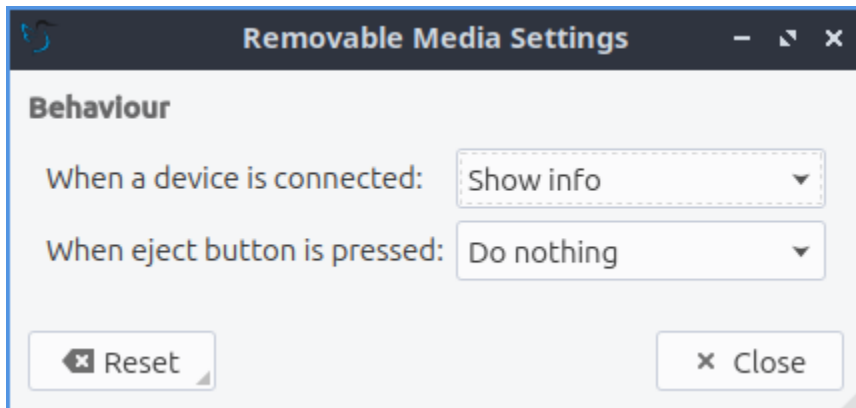 Removable Media Settings
Behaviour
When a device is connected: Show info
When eject button is pressed: Do nothing
Reset Close